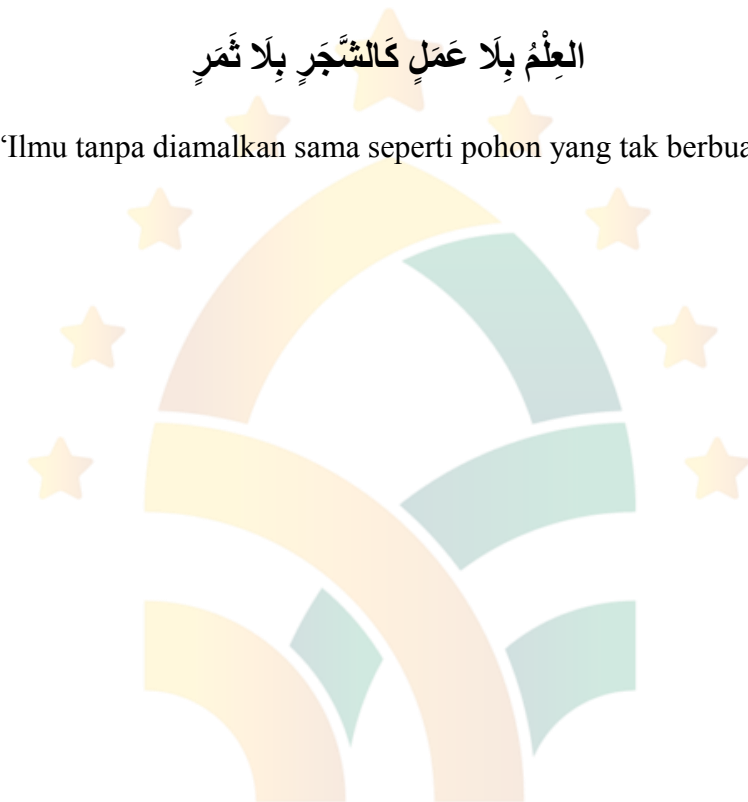 العِلْمُ بِلَا عَمَلٍ كَالشَّجَرٍ بِلَا ثَمَرٍ
“Ilmu tanpa diamalkan sama seperti pohon yang tak